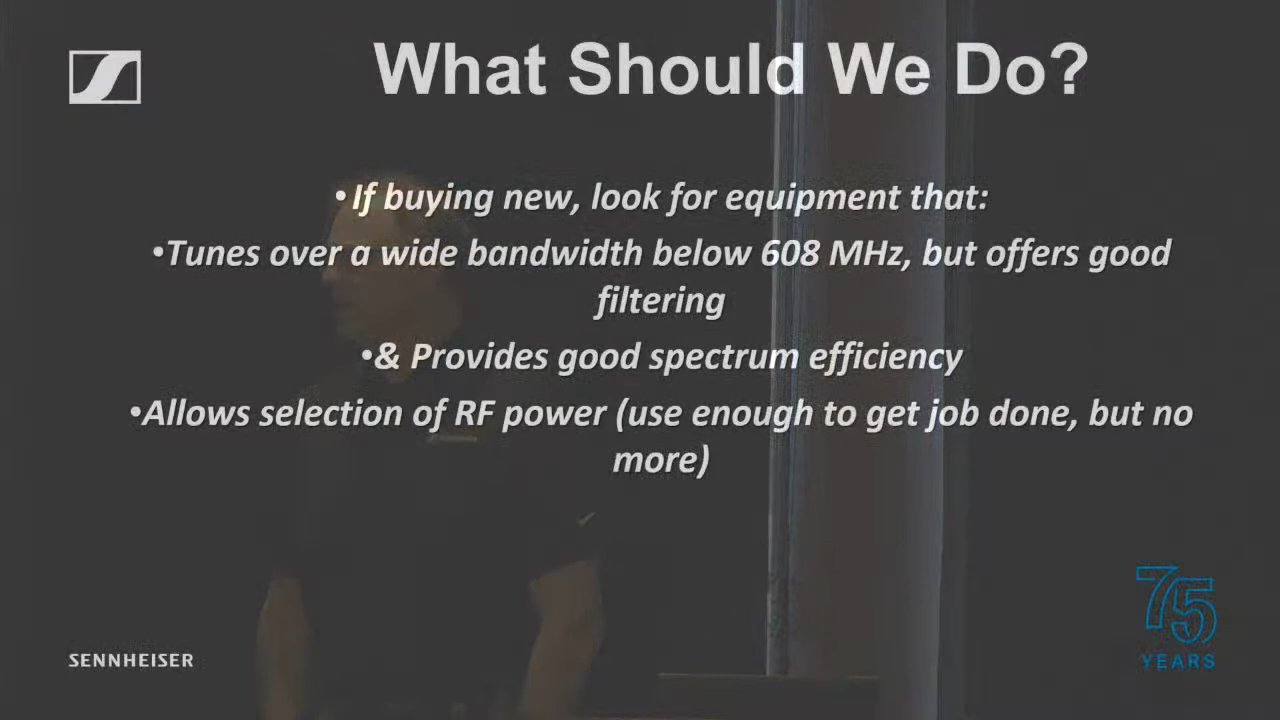 What Should We Do?
•If buying new, look for equipment that:
•Tunes over a wide bandwidth below 608 MHz, but offers good
filtering
•& Provides good spectrum efficiency
•Allows selection of RF power (use enough to get job done, but no
more)
75
YEARS
SENNHEISER